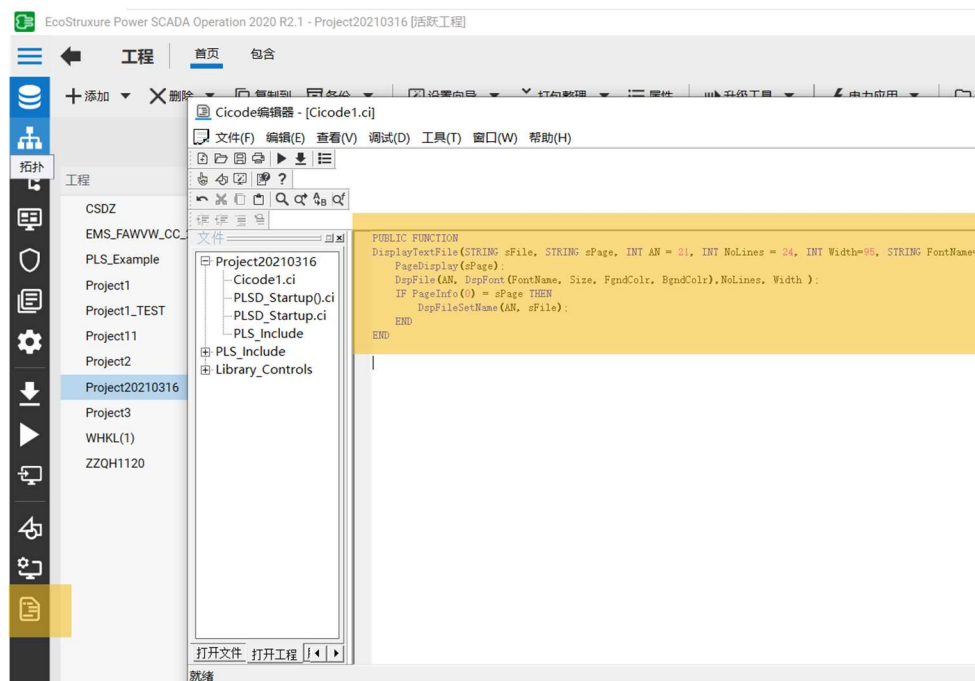 EcoStruxure Power SCADA Operation 2020 R2.1 - Project20210316 [活跃工程]
工程 首页 包含
添加 删除
Cicode编辑器 - [Cicode1.ci]
文件(F) 编辑(E) 查看(V) 调试(D) 工具(T) 窗口(W) 帮助(H)
拓扑
工程
CSDZ
EMS_FAWVW_CC_
PLS_Example
Project1
Project1_TEST
Project11
Project2
Project20210316
Project3
WHKL(1)
ZZQH1120
文件
Project20210316
Cicode1.ci
PLSD_Startup().ci
PLSD_Startup.ci
PLS_Include
PLS_Include
Library_Controls
打开文件 打开工程
就绪
PUBLIC FUNCTION
DisplayTextFile(STRING sFile, STRING sPage, INT AN = 21, INT NoLines = 24, INT Width=95, STRING FontName=
PageDisplay(sPage);
DspFile(AN, DspFont(FontName, Size, FgndColr, BgndColr),NoLines, Width );
IF PageInfo(0) = sPage THEN
DspFileSetName(AN, sFile);
END
END